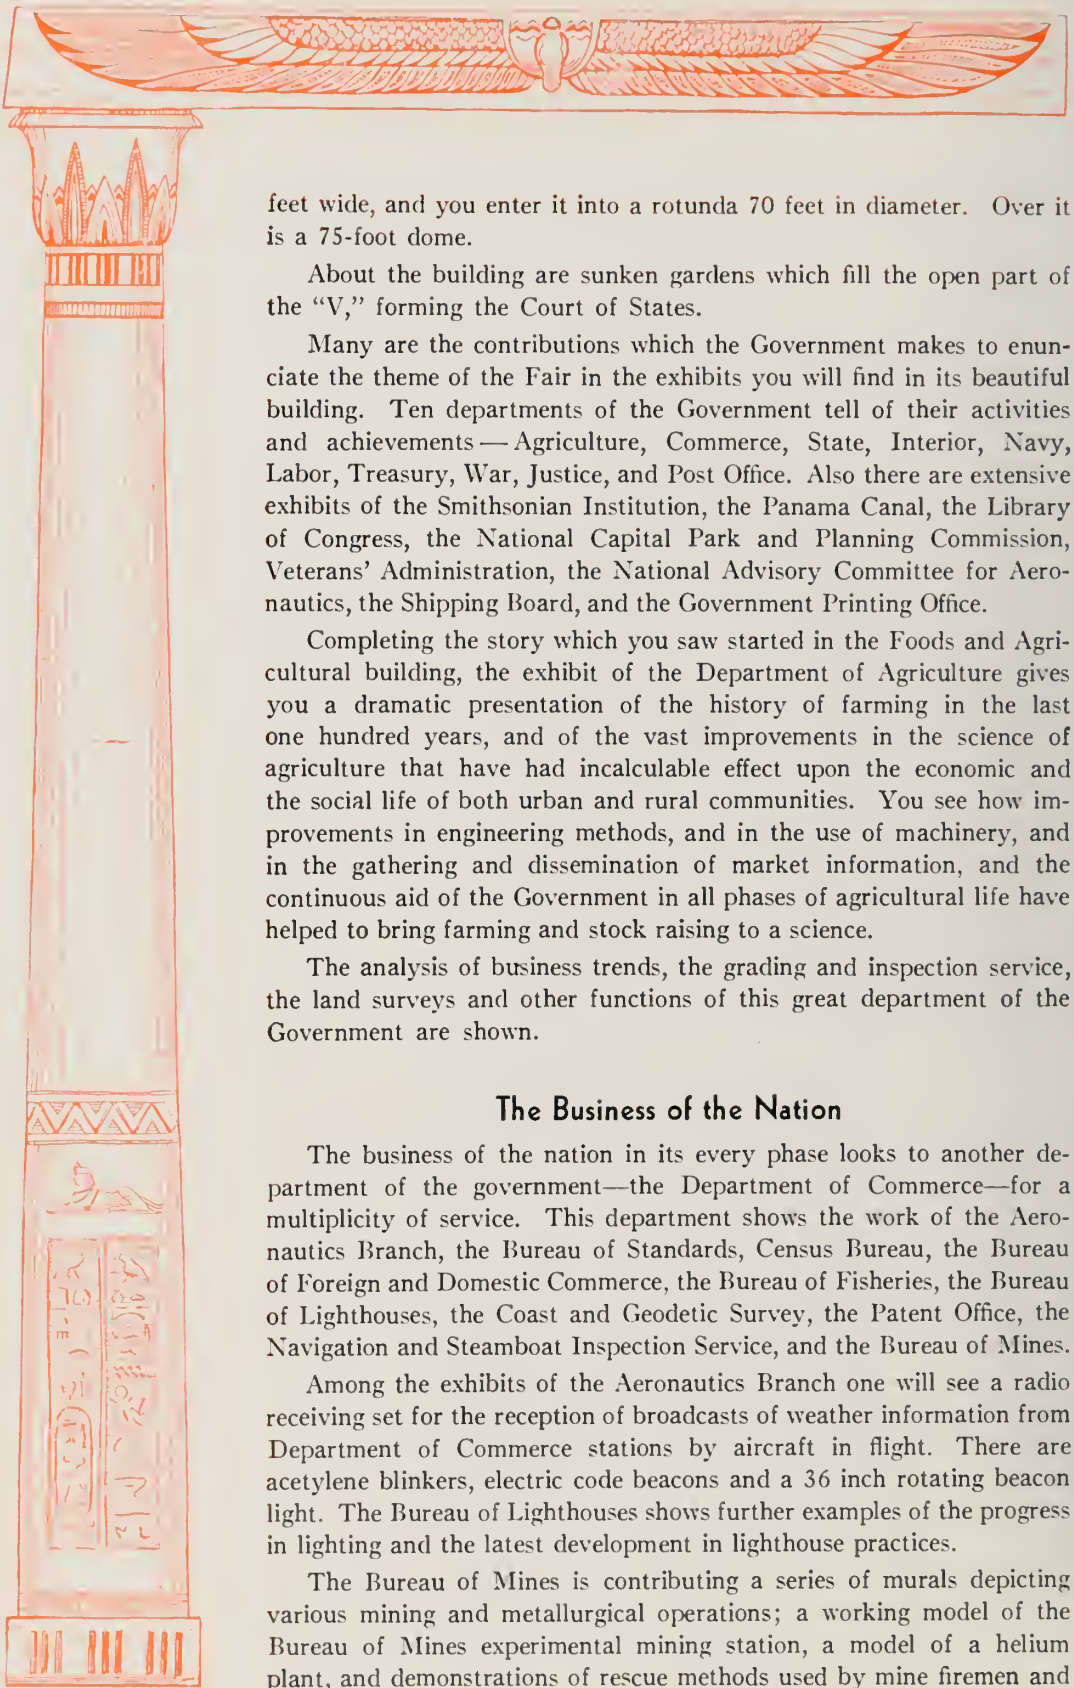 feet wide, and you enter it into a rotunda 70 feet in diameter. Over it
is a 75-foot dome.
About the building are sunken gardens which fill the open part of
the “V,” forming the Court of States.
Many are the contributions which the Government makes to enun-
ciate the theme of the Fair in the exhibits you will find in its beautiful
building. Ten departments of the Government tell of their activities
and achievements — Agriculture, Commerce, State, Interior, Navy,
Labor, Treasury, War, Justice, and Post Office. Also there are extensive
exhibits of the Smithsonian Institution, the Panama Canal, the Library
of Congress, the National Capital Park and Planning Commission,
Veterans’ Administration, the National Advisory Committee for Aero-
nautics, the Shipping Board, and the Government Printing Office.
Completing the story which you saw started in the Foods and Agri-
cultural building, the exhibit of the Department of Agriculture gives
you a dramatic presentation of the history of farming in the last
one hundred years, and of the vast improvements in the science of
agriculture that have had incalculable effect upon the economic and
the social life of both urban and rural communities. You see how im-
provements in engineering methods, and in the use of machinery, and
in the gathering and dissemination of market information, and the
continuous aid of the Government in all phases of agricultural life have
helped to bring farming and stock raising to a science.
The analysis of business trends, the grading and inspection service,
the land surveys and other functions of this great department of the
Government are shown.
The Business of the Nation
The business of the nation in its every phase looks to another de-
partment of the government—the Department of Commerce—for a
multiplicity of service. This department shows the work of the Aero-
nautics Branch, the Bureau of Standards, Census Bureau, the Bureau
of Foreign and Domestic Commerce, the Bureau of Fisheries, the Bureau
of Lighthouses, the Coast and Geodetic Survey, the Patent Office, the
Navigation and Steamboat Inspection Service, and the Bureau of Mines.
Among the exhibits of the Aeronautics Branch one will see a radio
receiving set for the reception of broadcasts of weather information from
Department of Commerce stations by aircraft in flight. There are
acetylene blinkers, electric code beacons and a 36 inch rotating beacon
light. The Bureau of Lighthouses shows further examples of the progress
in lighting and the latest development in lighthouse practices.
The Bureau of Mines is contributing a series of murals depicting
various mining and metallurgical operations; a working model of the
Bureau of Mines experimental mining station, a model of a helium
plant, and demonstrations of rescue methods used by mine firemen and